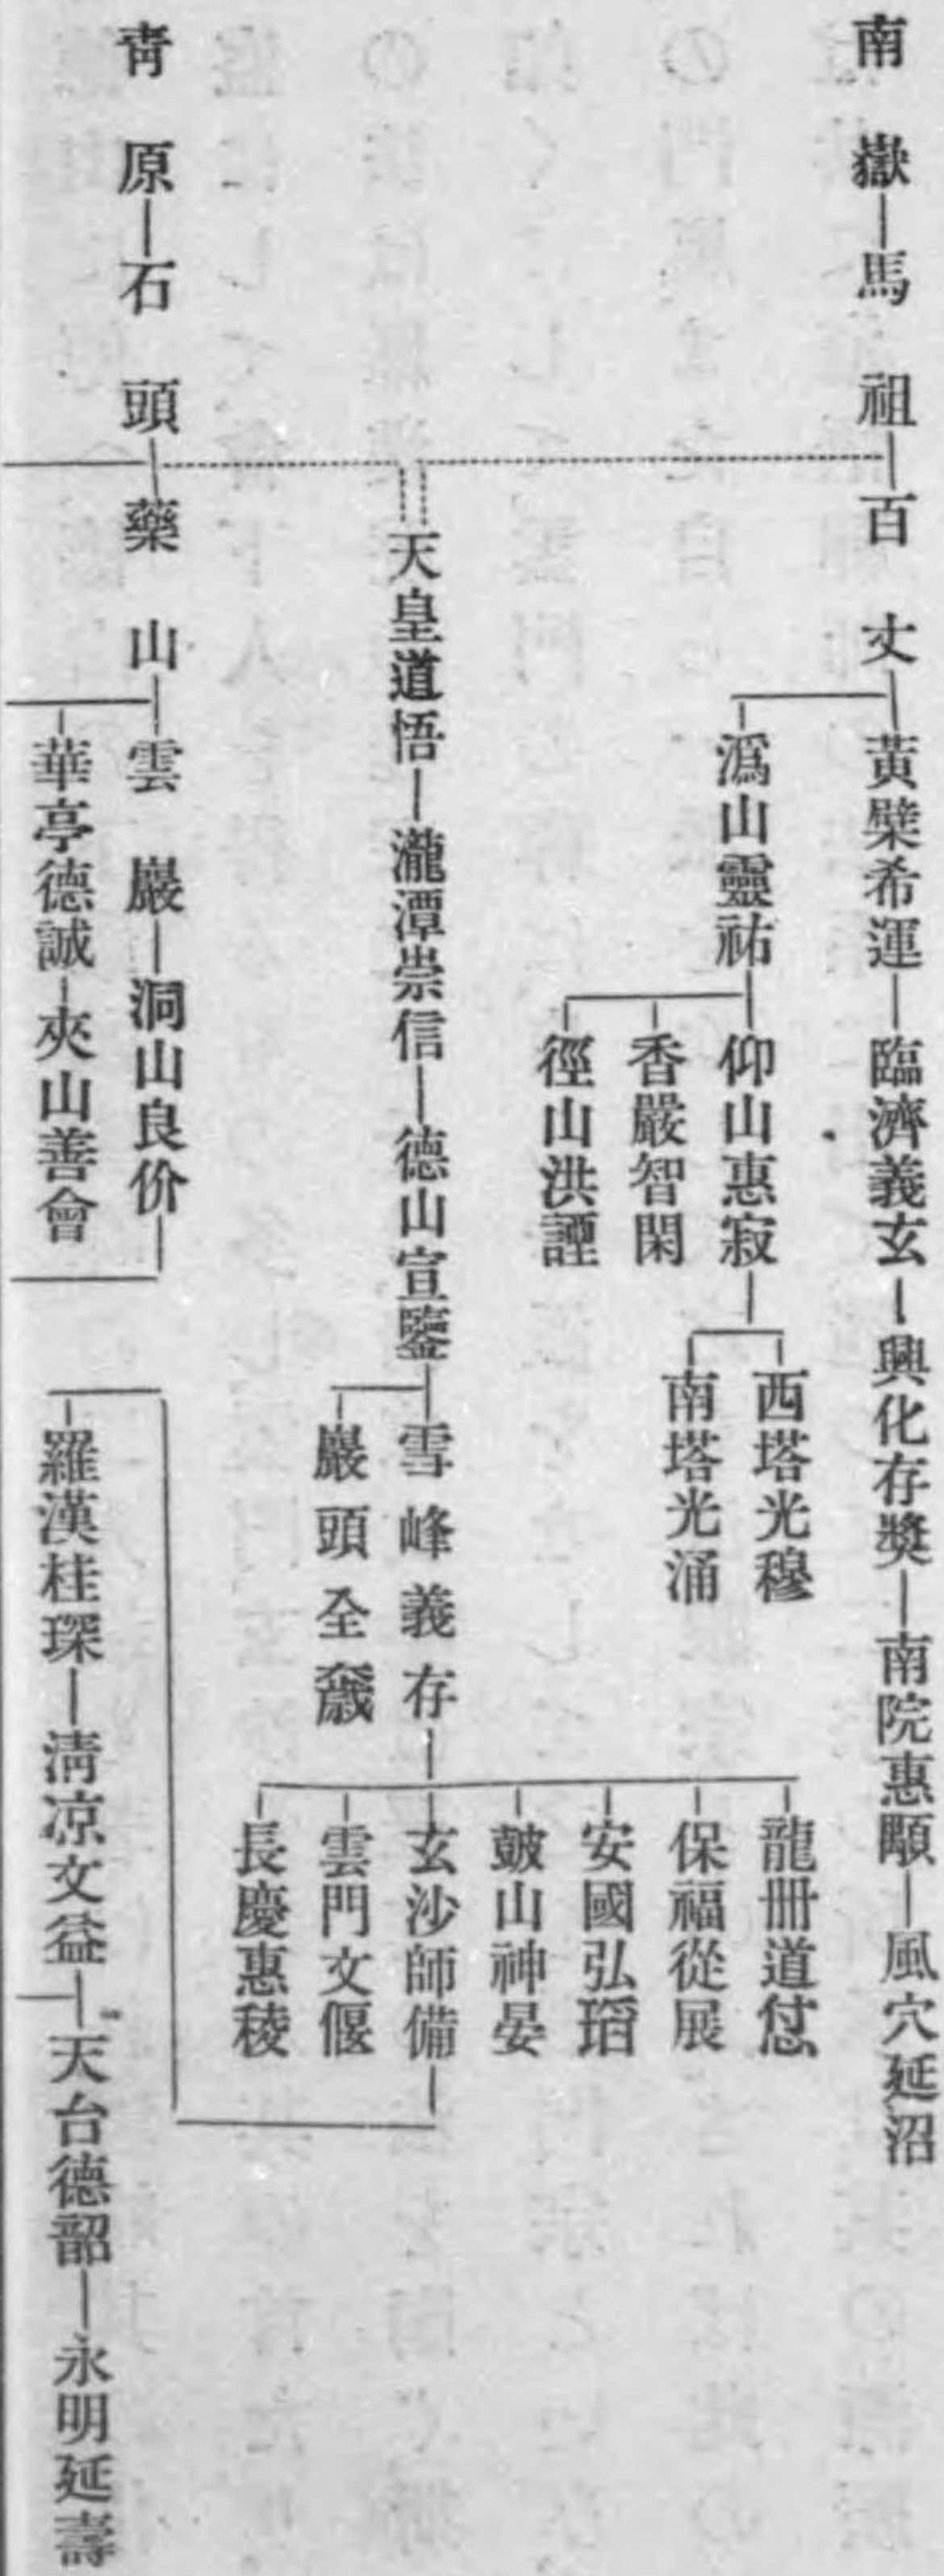 南嶽―馬祖―百丈―黃檗希運―臨濟義玄―興化存獎―南院惠顒―風穴延沼
潙山靈祐―仰山惠寂―西塔光穆
南塔光涌
香嚴智閑
徑山洪諲
天皇道悟―瀧潭崇信―德山宣鑒―雪峰義存―龍冊道怤
保福從展
安國弘瑫
皷山神晏
玄沙師備
雲門文偃
長慶惠稜
巖頭全奯
青原―石頭―藥山―雲巖―洞山良价
華亭德誠―夾山善會
羅漢桂琛―淸凉文益―天台德韶―永明延壽